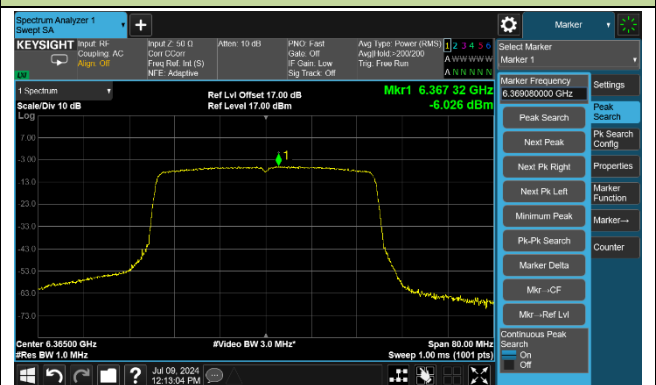 Spectrum Analyzer 1
Swept SA
Marker
KEYSIGHT
Input: RF
Coupling: AC
Align: Off
Input Z: 50 Ω
Corr CCorr
Freq Ref: Int (S)
NFE: Adaptive
Atten: 10 dB
PNO: Fast
Gate: Off
IF Gain: Low
Sig Track: Off
Avg Type: Power (RMS)
Avg|Hold:>200/200
Trig: Free Run
1 2 3 4 5 6
A W W W W W
A N N N N N
LM
Select Marker
Marker 1
1 Spectrum
Scale/Div 10 dB
Log
Ref Lvl Offset 17.00 dB
Ref Level 17.00 dBm
Mkr1 6.367 32 GHz
-6.026 dBm
1
7.00
-3.00
-13.0
-23.0
-33.0
-43.0
-53.0
-63.0
-73.0
Center 6.36500 GHz
#Res BW 1.0 MHz
#Video BW 3.0 MHz*
Span 80.00 MHz
Sweep 1.00 ms (1001 pts)
Marker Frequency
6.369080000 GHz
Peak Search
Next Peak
Next Pk Right
Next Pk Left
Minimum Peak
Pk-Pk Search
Marker Delta
Mkr→CF
Mkr→Ref Lvl
Continuous Peak
Search
On
Off
Settings
Peak
Search
Pk Search
Config
Properties
Marker
Function
Marker→
Counter
?
Jul 09, 2024
12:13:04 PM